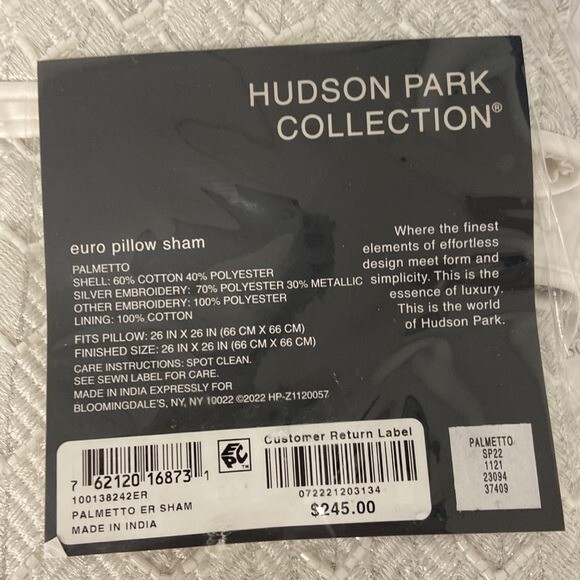 HUDSON PARK
COLLECTION®
euro pillow sham
PALMETTO
SHELL: 60% COTTON 40% POLYESTER
SILVER EMBROIDERY: 70% POLYESTER 30% METALLIC
OTHER EMBROIDERY: 100% POLYESTER
LINING: 100% COTTON
FITS PILLOW: 26 IN X 26 IN (66 CM X 66 CM)
FINISHED SIZE: 26 IN X 26 IN (66 CM X 66 CM)
CARE INSTRUCTIONS: SPOT CLEAN.
SEE SEWN LABEL FOR CARE.
MADE IN INDIA EXPRESSLY FOR
BLOOMINGDALE'S, NY, NY 10022 ©2022 HP-Z1120057
Where the finest
elements of effortless
design meet form and
simplicity. This is the
essence of luxury.
This is the world
of Hudson Park.
7 62120 16873 1
100138242ER
PALMETTO ER SHAM
MADE IN INDIA
EPC™
Customer Return Label
072221203134
$245.00
PALMETTO
SP22
1121
23094
37409